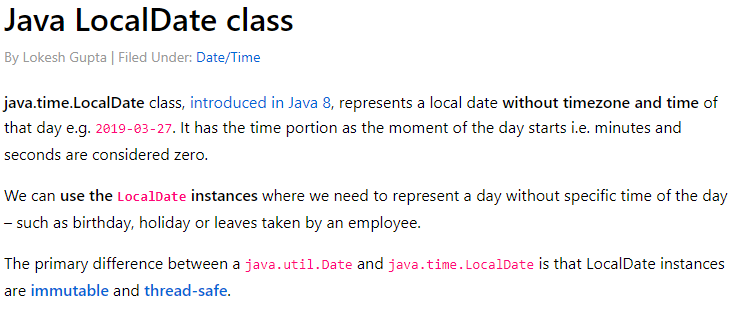 Java LocalDate class
By Lokesh Gupta | Filed Under: Date/Time
java.time.LocalDate class, introduced in Java 8, represents a local date without timezone and time of
that day e.g. 2019-03-27. It has the time portion as the moment of the day starts i.e. minutes and
seconds are considered zero.
We can use the LocalDate instances where we need to represent a day without specific time of the day
– such as birthday, holiday or leaves taken by an employee.
The primary difference between a java.util.Date and java.time.LocalDate is that LocalDate instances
are immutable and thread-safe.